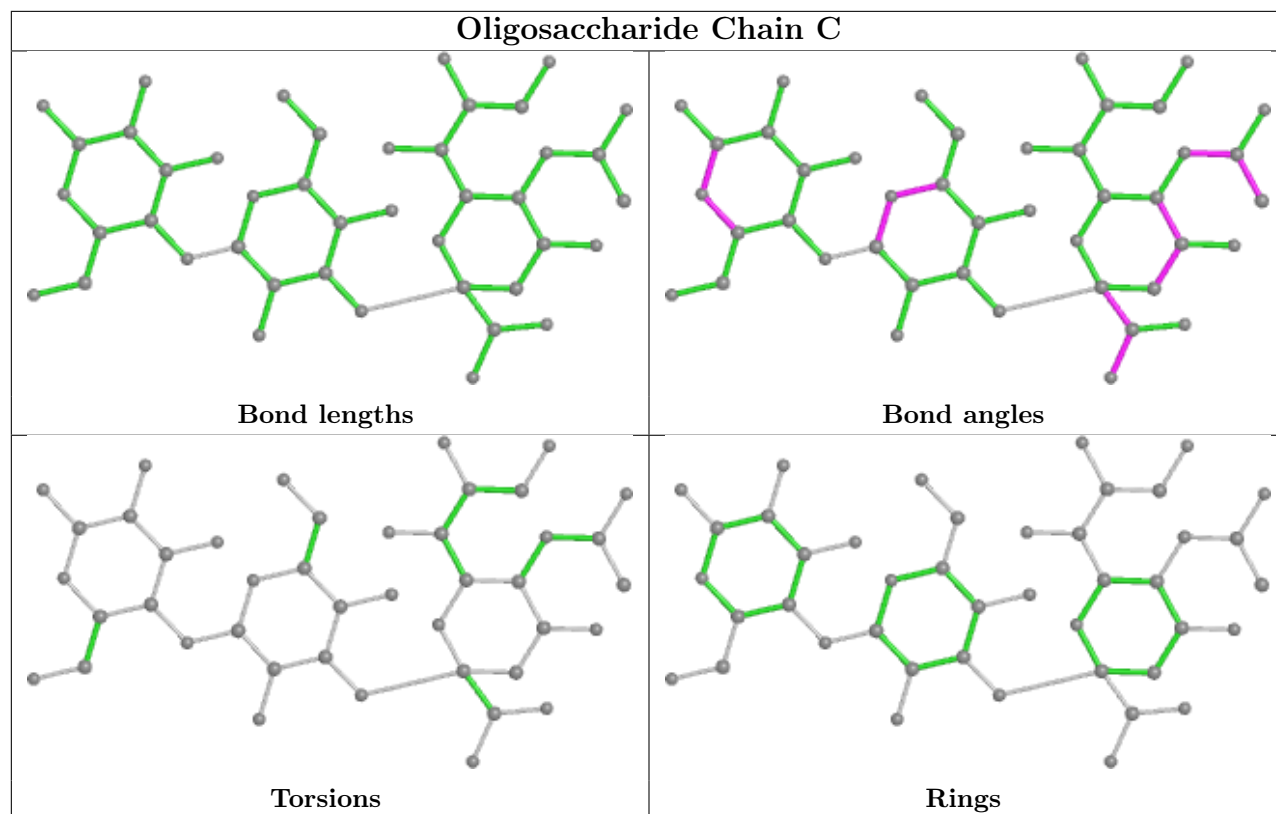 Oligosaccharide Chain C
Bond lengths
Bond angles
Torsions
Rings